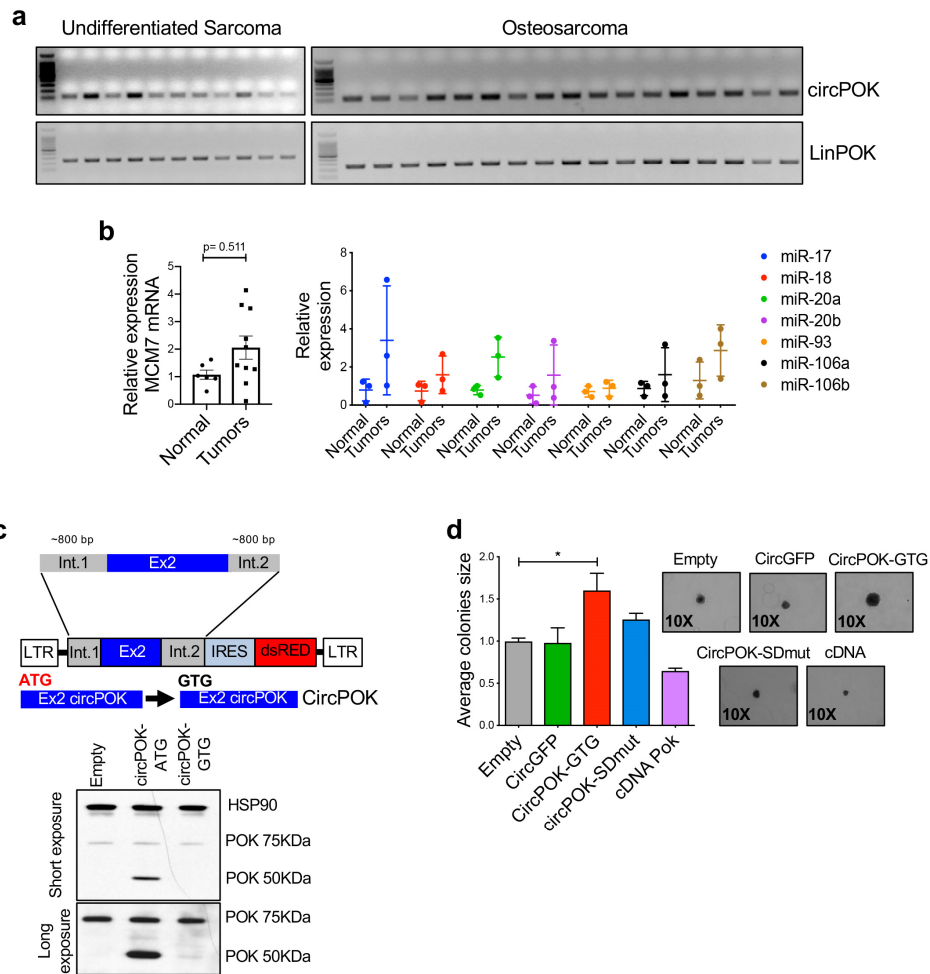 a
Undifferentiated Sarcoma
Osteosarcoma
circPOK
LinPOK
b
p= 0.511
Relative expression
MCM7 mRNA
5
4
3
2
1
0
Normal
Tumors
Relative
expression
8
6
4
2
0
Normal
Tumors
Normal
Tumors
Normal
Tumors
Normal
Tumors
Normal
Tumors
Normal
Tumors
Normal
Tumors
miR-17
miR-18
miR-20a
miR-20b
miR-93
miR-106a
miR-106b
c
~800 bp
~800 bp
Int.1
Ex2
Int.2
LTR
Int.1
Ex2
Int.2
IRES
dsRED
LTR
ATG
GTG
Ex2 circPOK
Ex2 circPOK
CircPOK
Empty
circPOK-
ATG
circPOK-
GTG
Short exposure
HSP90
POK 75KDa
POK 50KDa
Long
exposure
POK 75KDa
POK 50KDa
d
Average colonies size
2.0
1.5
1.0
0.5
0.0
*
Empty
CircGFP
CircPOK-GTG
circPOK-SDmut
cDNA Pok
Empty
CircGFP
CircPOK-GTG
10X
10X
10X
CircPOK-SDmut
cDNA
10X
10X